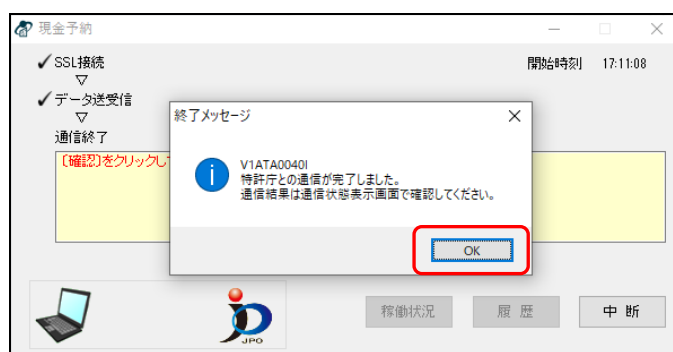 現金予納
✓ SSL接続
開始時刻 17:11:08
▽
✓ データ送受信
▽
通信終了
〔確認〕をクリックして
終了メッセージ
V1ATA0040I
特許庁との通信が完了しました。
通信結果は通信状態表示画面で確認してください。
OK
JPO
稼働状況
履 歴
中 断